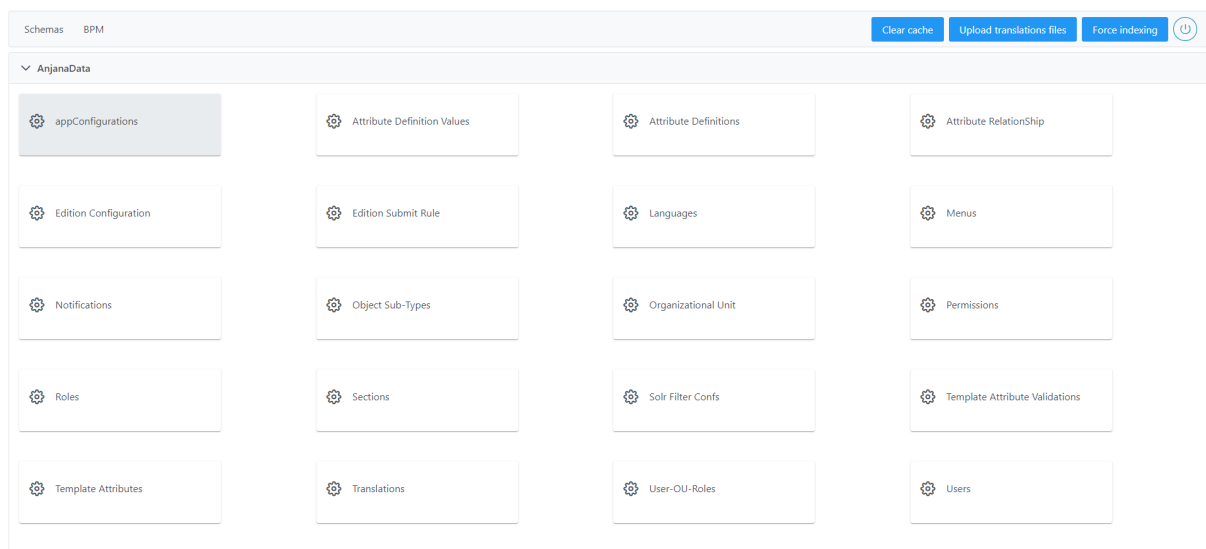 Schemas BPM Clear cache Upload translations files Force indexing
AnjanaData
appConfigurations Attribute Definition Values Attribute Definitions Attribute RelationShip
Edition Configuration Edition Submit Rule Languages Menus
Notifications Object Sub-Types Organizational Unit Permissions
Roles Sections Solr Filter Confs Template Attribute Validations
Template Attributes Translations User-OU-Roles Users